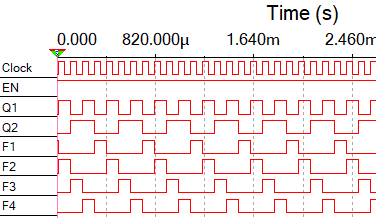 Time (s)
0.000 820.000µ 1.640m 2.460m
Clock
EN
Q1
Q2
F1
F2
F3
F4